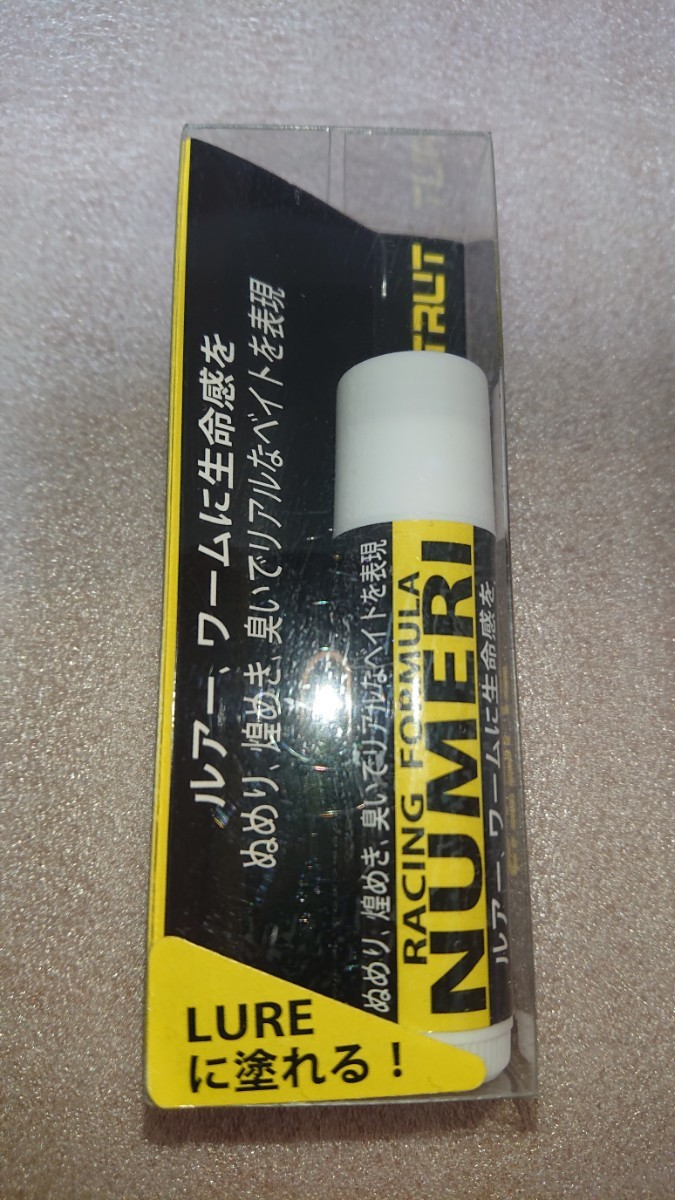 ルアー、ワームに生命感を
ぬめり、煌めき、臭いでリアルなベイトを表現
TRUT
ぬめり、煌めき、臭いでリアルなベイトを表現
RACING FORMULA
NUMERI
ルアー、ワームに生命感を
LURE
に塗れる！